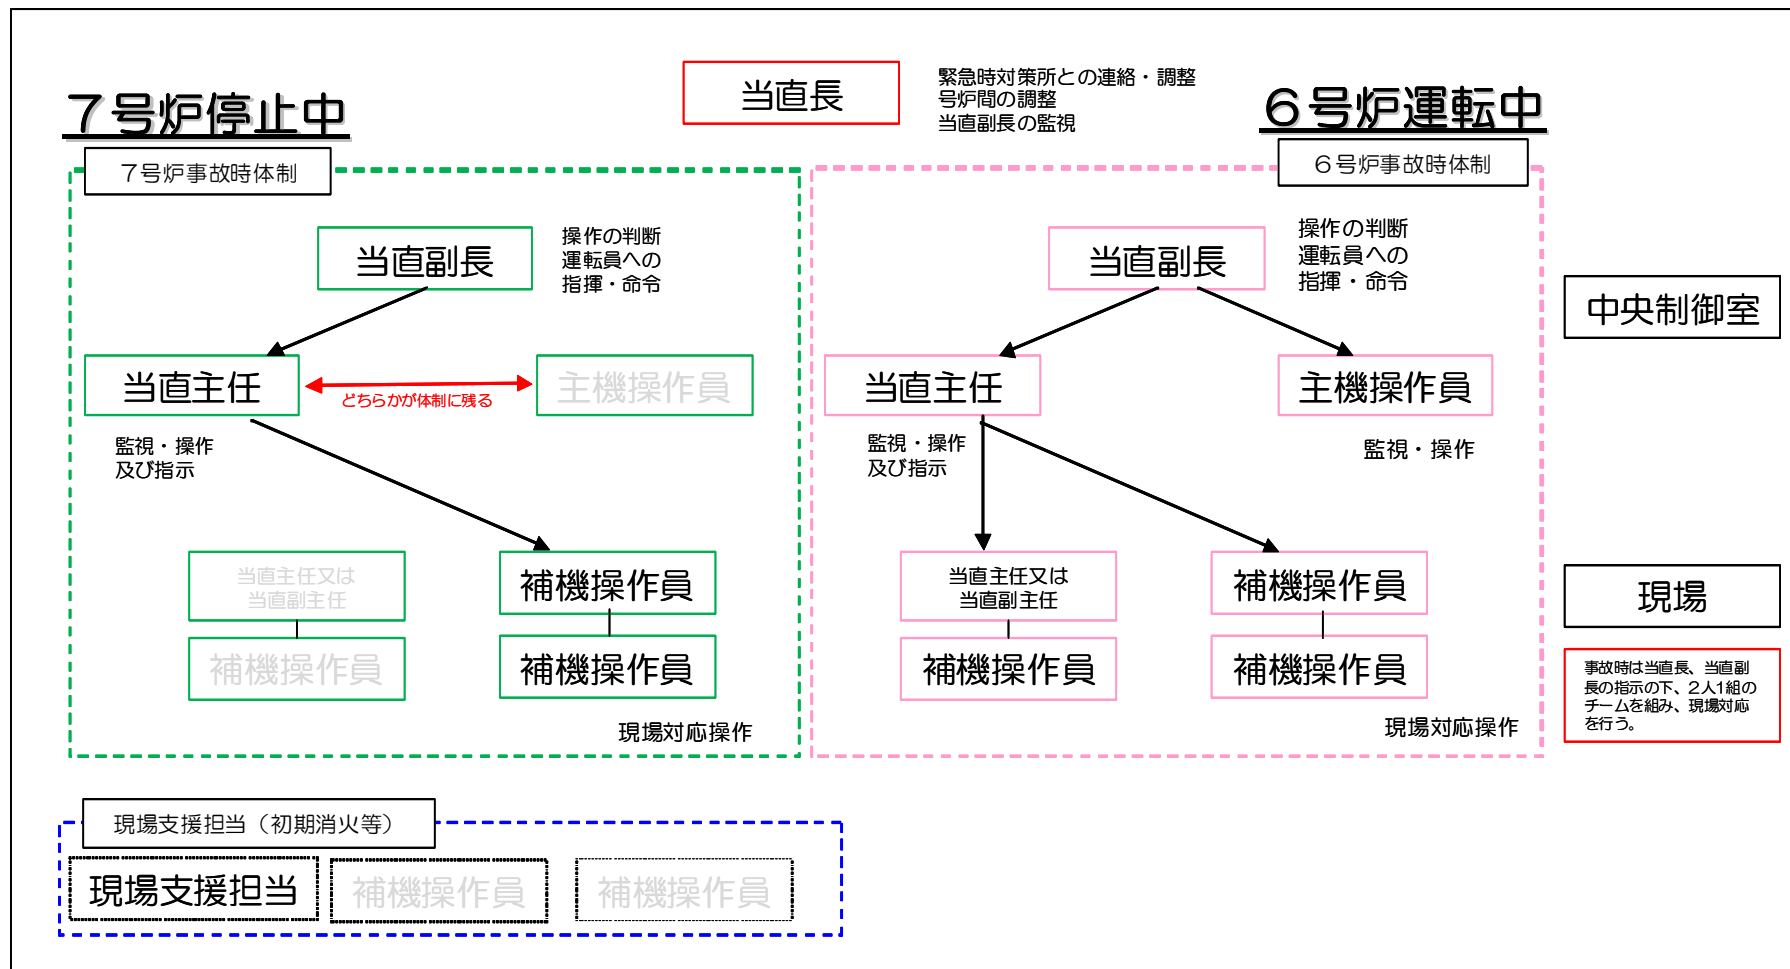 当直長
緊急時対策所との連絡・調整
号炉間の調整
当直副長の監視
７号炉停止中
６号炉運転中
７号炉事故時体制
当直副長
操作の判断
運転員への
指揮・命令
当直主任
どちらかが体制に残る
主機操作員
監視・操作
及び指示
当直主任又は
当直副主任
補機操作員
補機操作員
補機操作員
現場対応操作
６号炉事故時体制
当直副長
操作の判断
運転員への
指揮・命令
当直主任
主機操作員
監視・操作
及び指示
監視・操作
当直主任又は
当直副主任
補機操作員
補機操作員
補機操作員
現場対応操作
中央制御室
現場
事故時は当直長、当直副
長の指示の下、２人１組の
チームを組み、現場対応
を行う。
現場支援担当（初期消火等）
現場支援担当
補機操作員
補機操作員